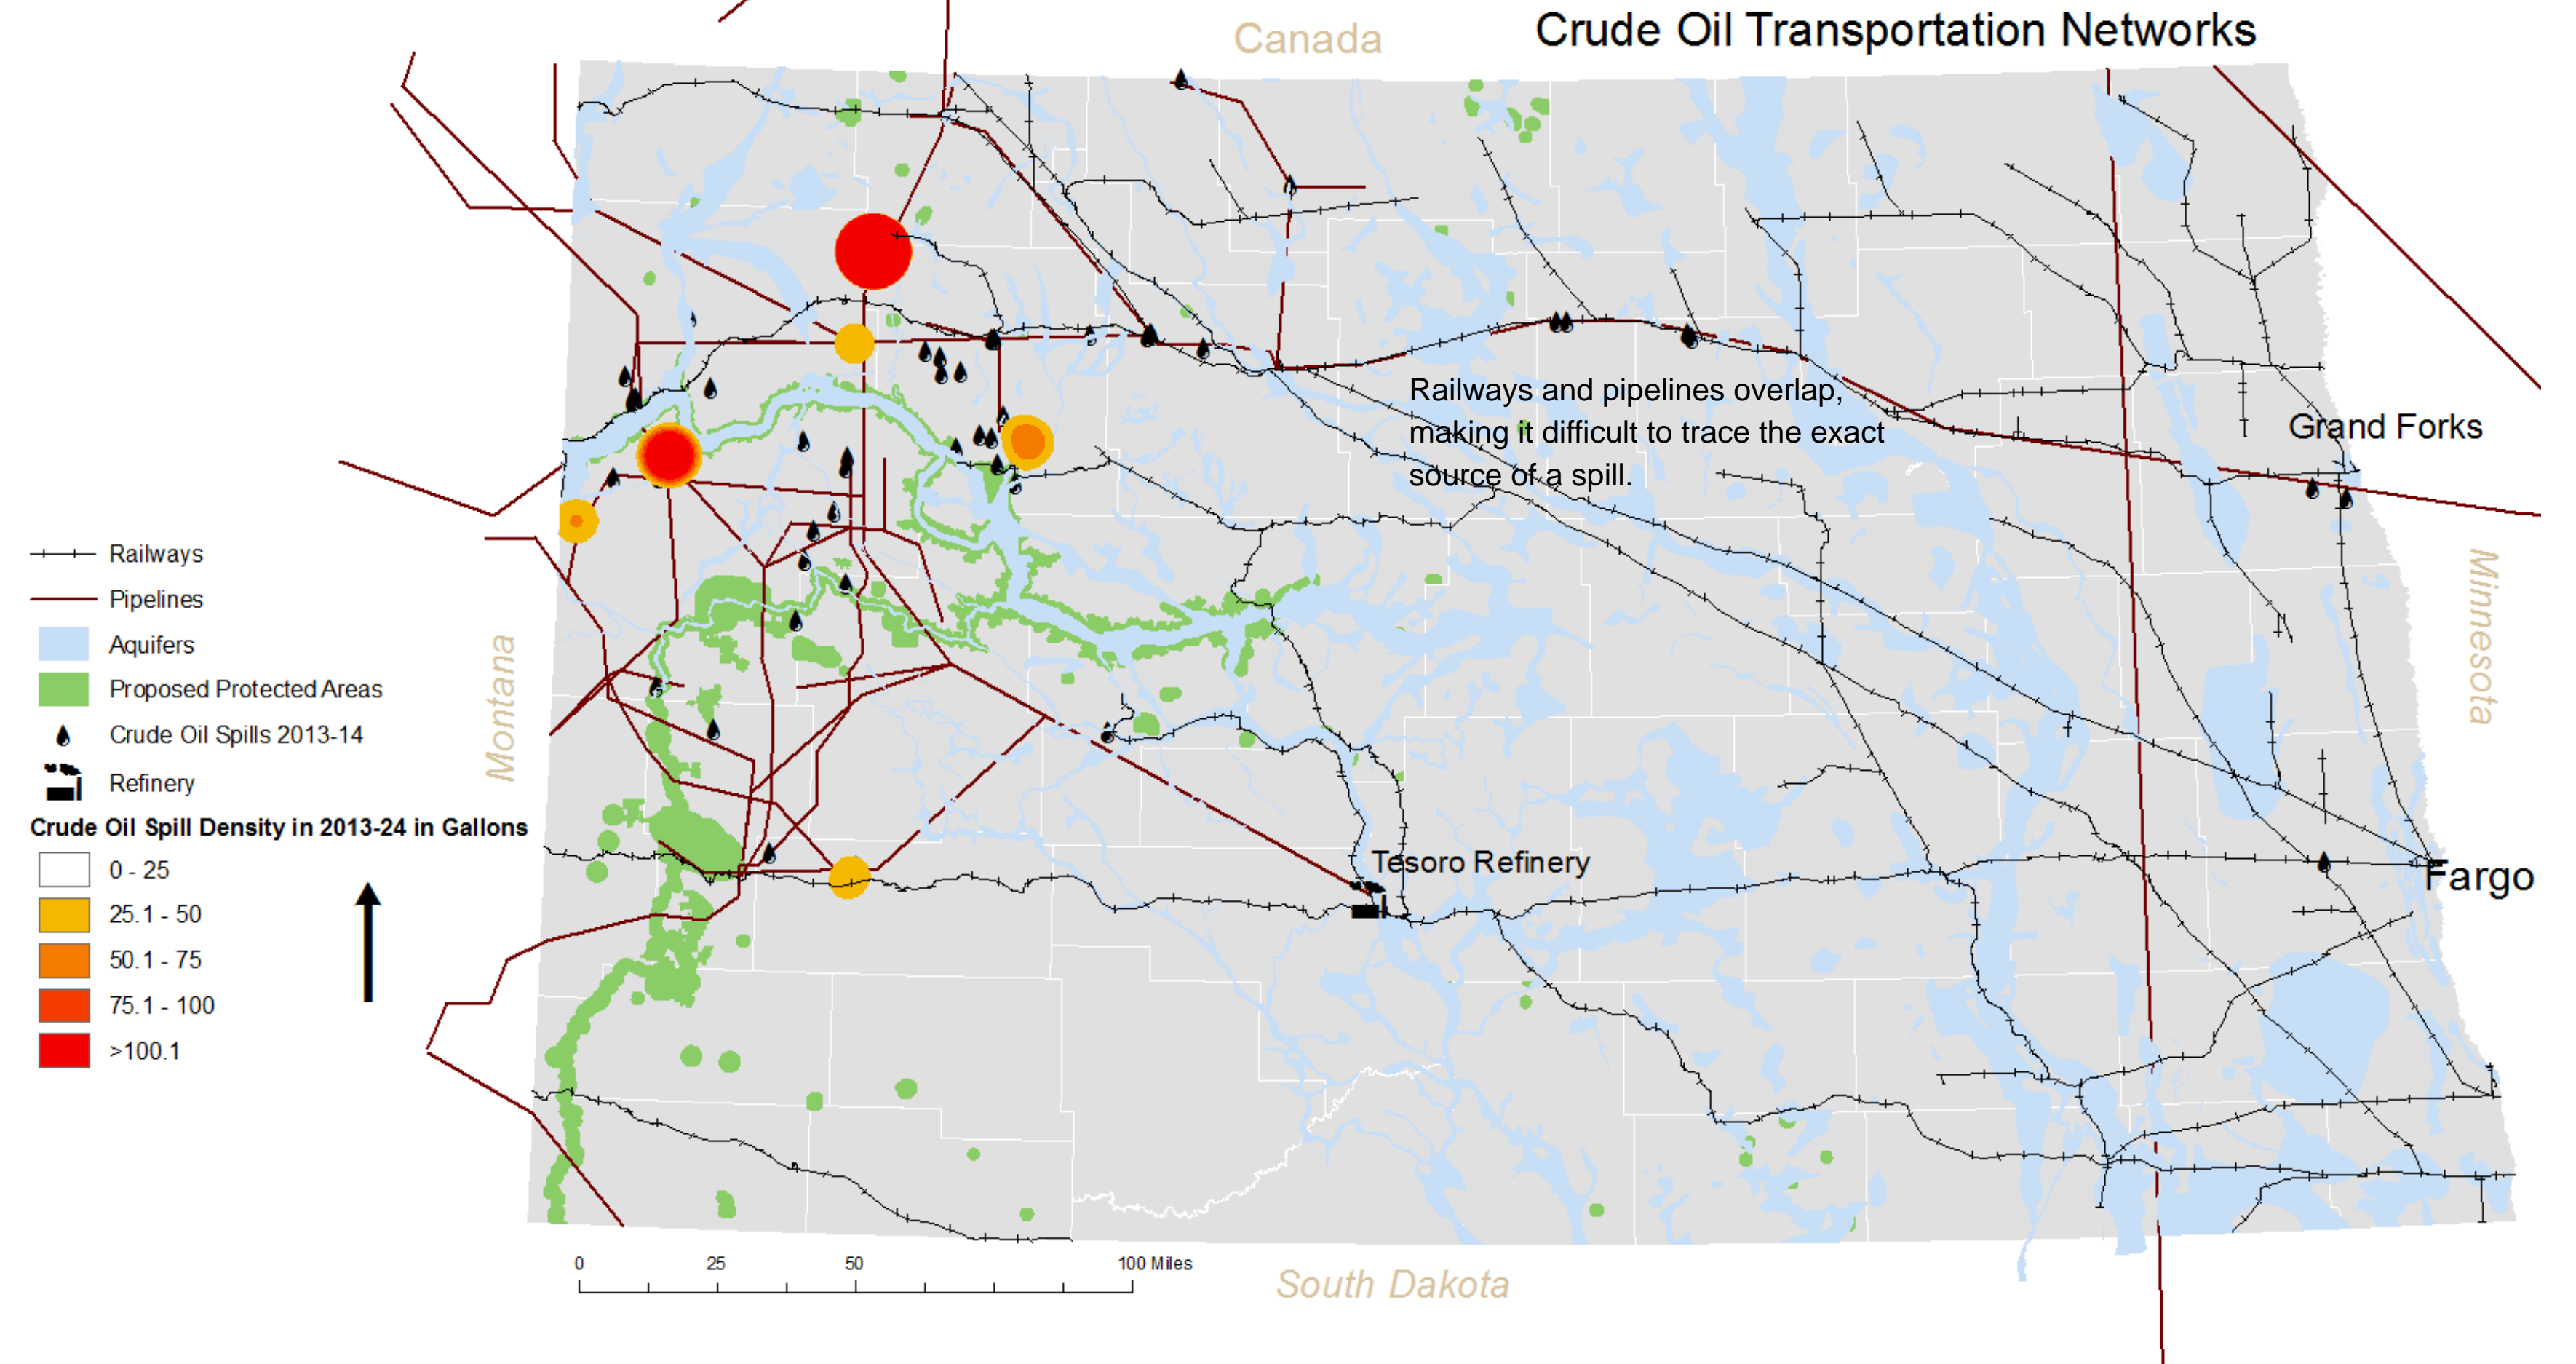 Canada
Crude Oil Transportation Networks
Railways and pipelines overlap,
making it difficult to trace the exact
source of a spill.
Grand Forks
Minnesota
Montana
Railways
Pipelines
Aquifers
Proposed Protected Areas
Crude Oil Spills 2013-14
Refinery
Crude Oil Spill Density in 2013-24 in Gallons
0 - 25
25.1 - 50
50.1 - 75
75.1 - 100
>100.1
Tesoro Refinery
Fargo
0 25 50 100 Miles
South Dakota